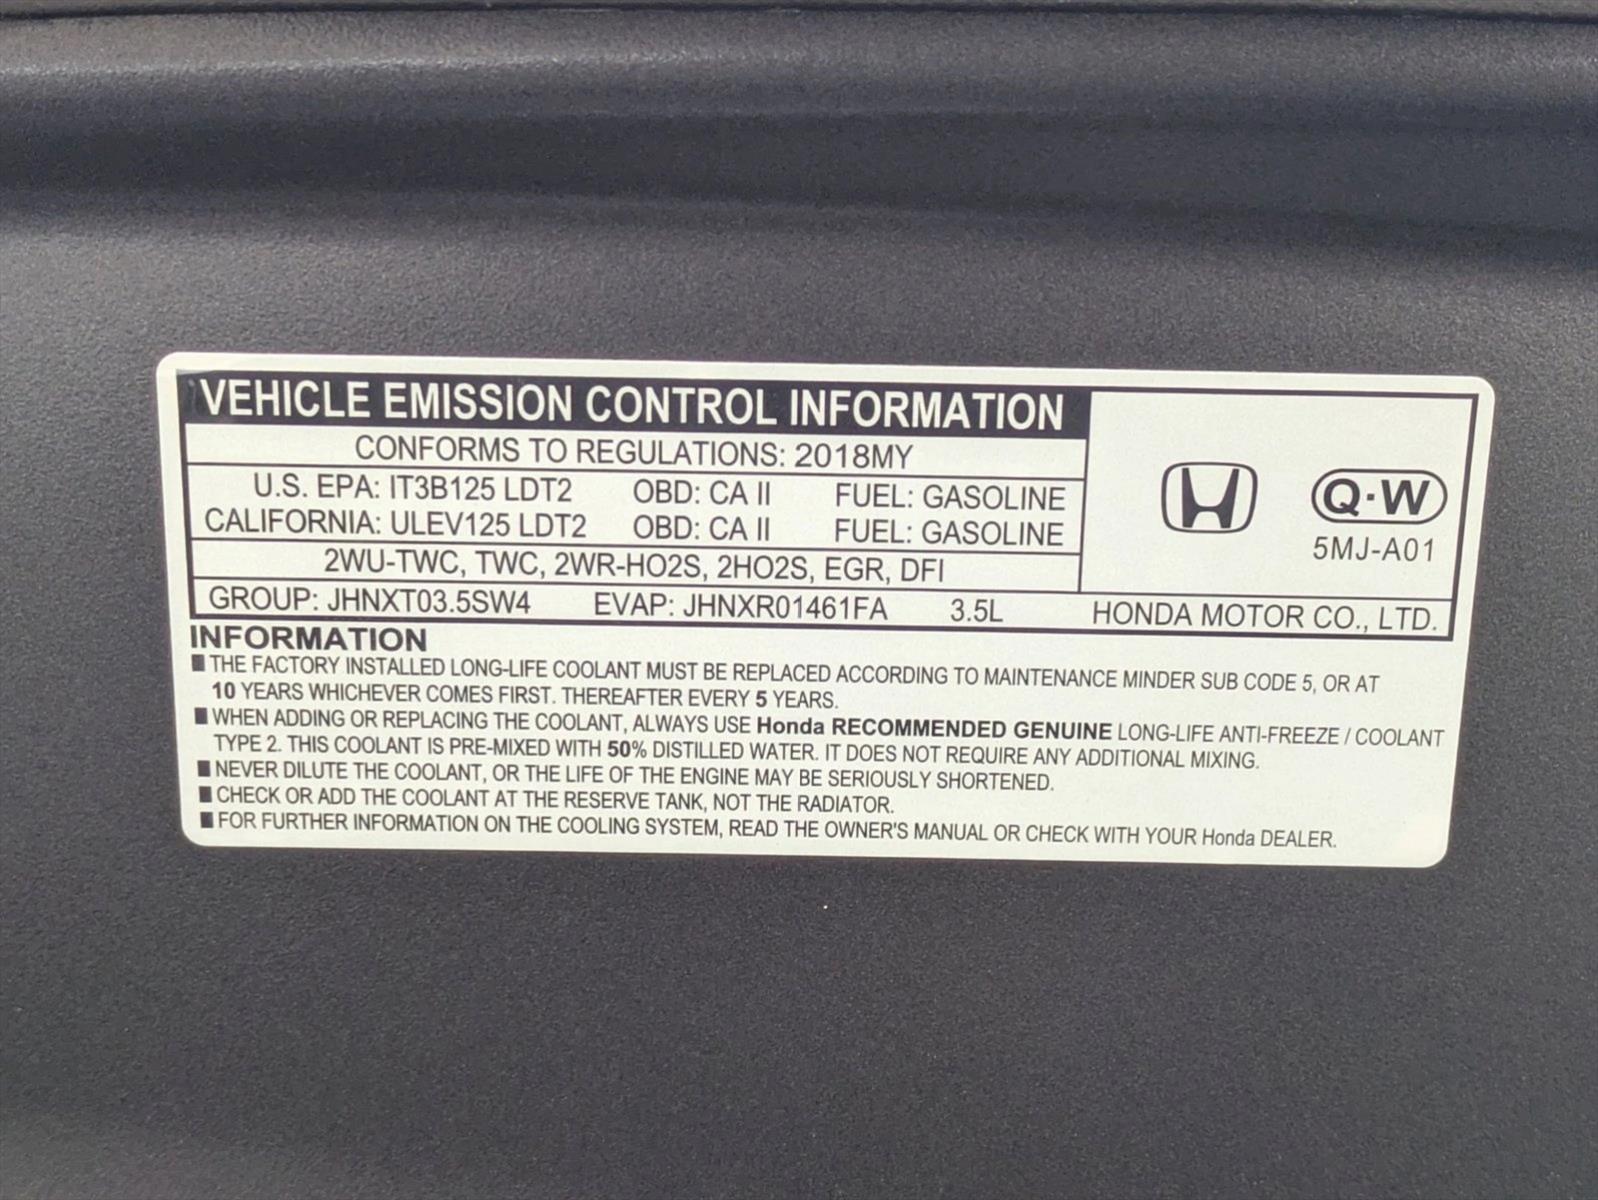 VEHICLE EMISSION CONTROL INFORMATION
CONFORMS TO REGULATIONS: 2018MY
U.S. EPA: IT3B125 LDT2 OBD: CA II FUEL: GASOLINE
CALIFORNIA: ULEV125 LDT2 OBD: CA II FUEL: GASOLINE
2WU-TWC, TWC, 2WR-HO2S, 2HO2S, EGR, DFI
Q·W
5MJ-A01
GROUP: JHNXT03.5SW4 EVAP: JHNXR01461FA 3.5L HONDA MOTOR CO., LTD.
INFORMATION
■ THE FACTORY INSTALLED LONG-LIFE COOLANT MUST BE REPLACED ACCORDING TO MAINTENANCE MINDER SUB CODE 5, OR AT
10 YEARS WHICHEVER COMES FIRST. THEREAFTER EVERY 5 YEARS.
■ WHEN ADDING OR REPLACING THE COOLANT, ALWAYS USE Honda RECOMMENDED GENUINE LONG-LIFE ANTI-FREEZE / COOLANT
TYPE 2. THIS COOLANT IS PRE-MIXED WITH 50% DISTILLED WATER. IT DOES NOT REQUIRE ANY ADDITIONAL MIXING.
■ NEVER DILUTE THE COOLANT, OR THE LIFE OF THE ENGINE MAY BE SERIOUSLY SHORTENED.
■ CHECK OR ADD THE COOLANT AT THE RESERVE TANK, NOT THE RADIATOR.
■ FOR FURTHER INFORMATION ON THE COOLING SYSTEM, READ THE OWNER'S MANUAL OR CHECK WITH YOUR Honda DEALER.